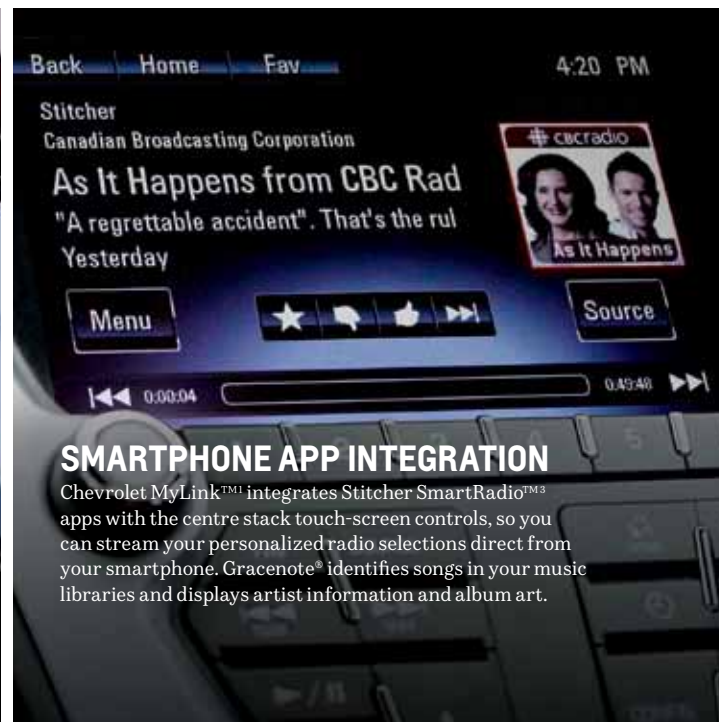 Back Home Fav 4:20 PM
Stitcher
Canadian Broadcasting Corporation
cbcradio
As It Happens from CBC Rad
"A regrettable accident". That's the rul
As It Happens
Yesterday
Menu Source
0:00:04 0:49:48
SMARTPHONE APP INTEGRATION
Chevrolet MyLink™¹ integrates Stitcher SmartRadio™³
apps with the centre stack touch-screen controls, so you
can stream your personalized radio selections direct from
your smartphone. Gracenote® identifies songs in your music
libraries and displays artist information and album art.